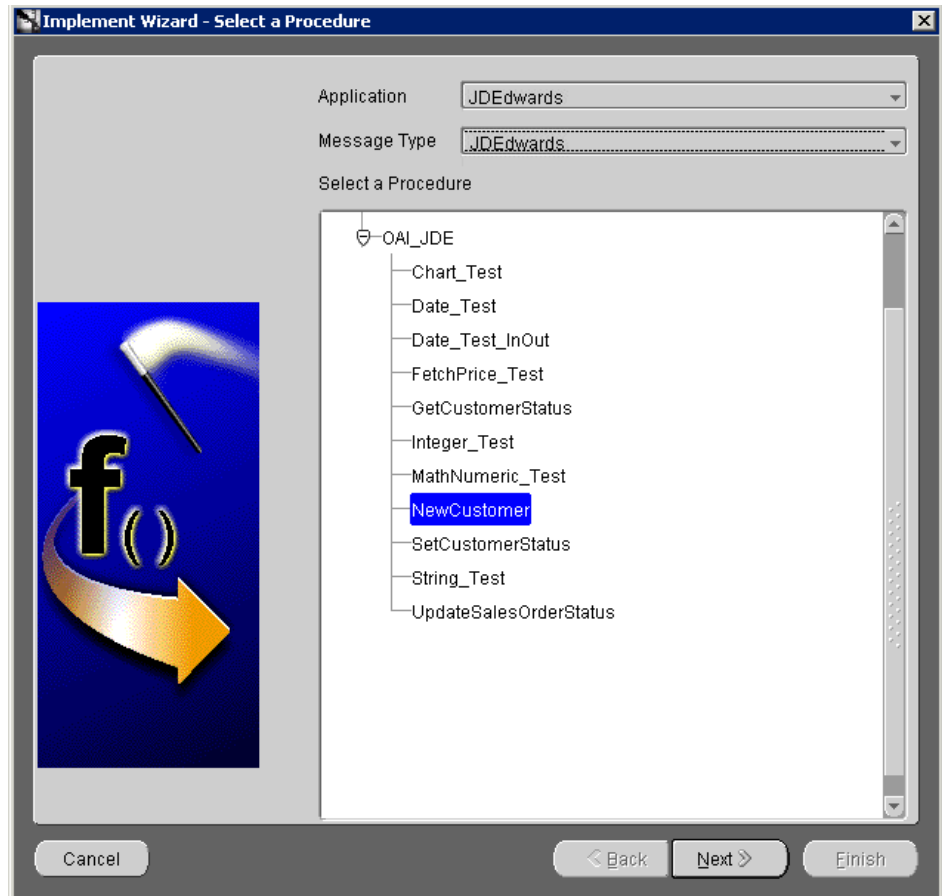 Implement Wizard - Select a Procedure
Application JDEdwards
Message Type JDEdwards
Select a Procedure
OAI_JDE
Chart_Test
Date_Test
Date_Test_InOut
FetchPrice_Test
GetCustomerStatus
Integer_Test
MathNumeric_Test
NewCustomer
SetCustomerStatus
String_Test
UpdateSalesOrderStatus
f()
Cancel Back Next Finish